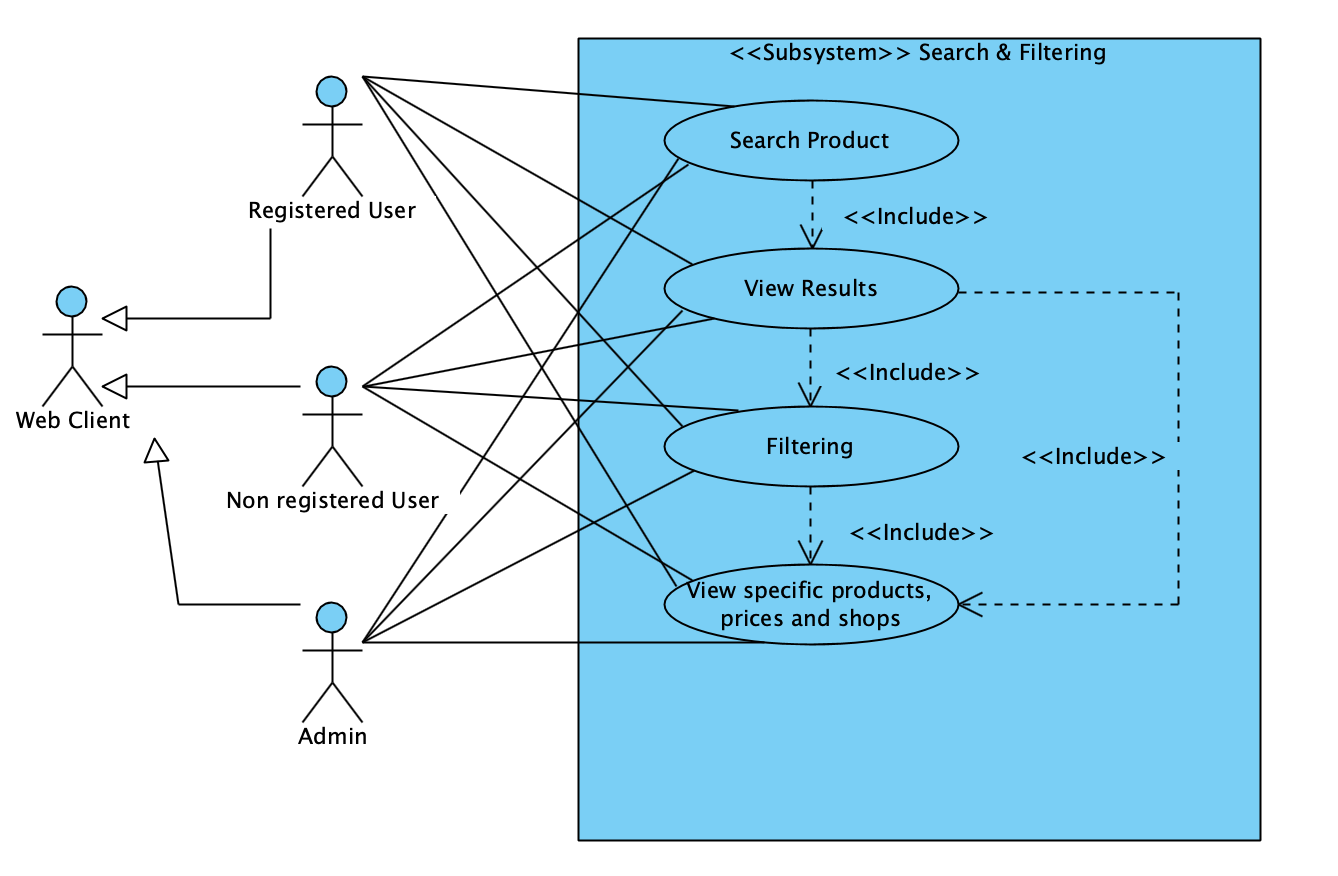 <<Subsystem>> Search & Filtering
Registered User
Search Product
<<Include>>
View Results
Web Client
<<Include>>
Non registered User
Filtering
<<Include>>
<<Include>>
View specific products,
prices and shops
Admin